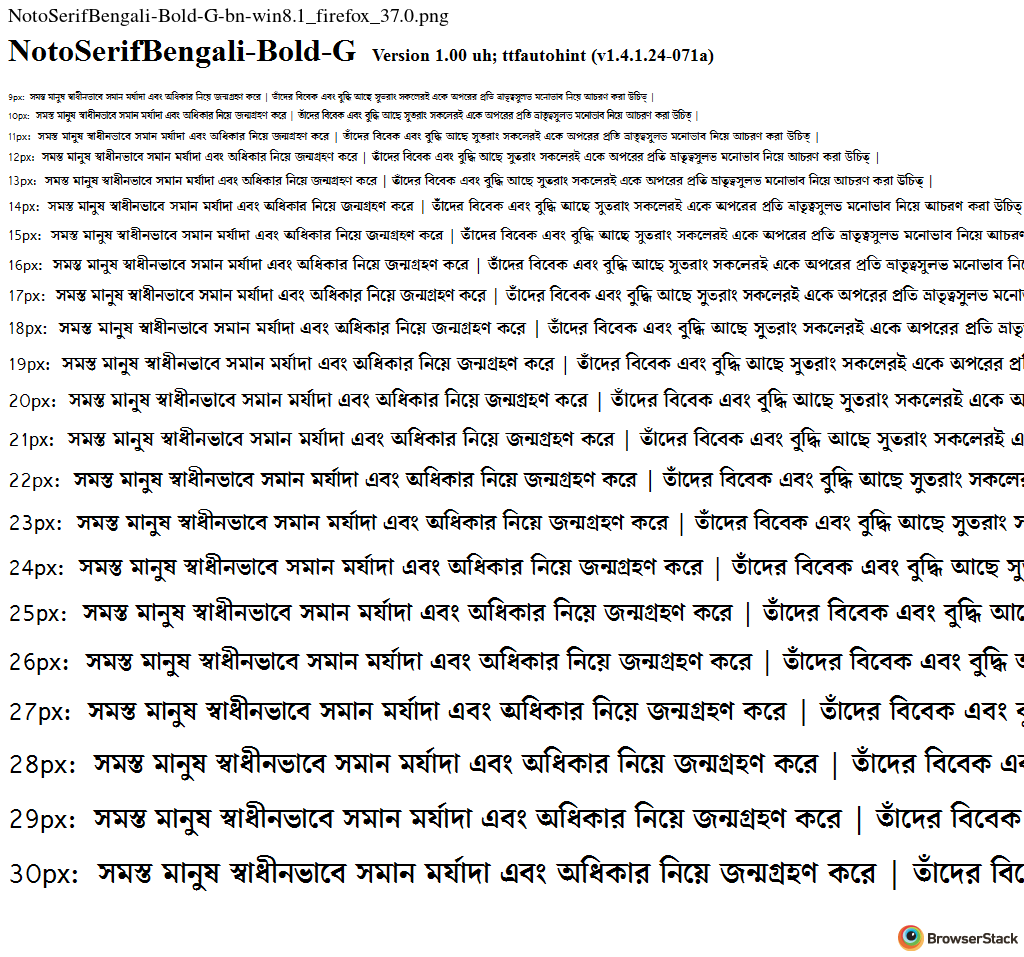 NotoSerifBengali-Bold-G-bn-win8.1_firefox_37.0.png
NotoSerifBengali-Bold-G Version 1.00 uh; ttfautohint (v1.4.1.24-071a)
9px: সমস্ত মানুষ স্বাধীনভাবে সমান মর্যাদা এবং অধিকার নিয়ে জন্মগ্রহণ করে | তাঁদের বিবেক এবং বুদ্ধি আছে সুতরাং সকলেরই একে অপরের প্রতি ভ্রাতৃত্বসুলভ মনোভাব নিয়ে আচরণ করা উচিত্ |
10px: সমস্ত মানুষ স্বাধীনভাবে সমান মর্যাদা এবং অধিকার নিয়ে জন্মগ্রহণ করে | তাঁদের বিবেক এবং বুদ্ধি আছে সুতরাং সকলেরই একে অপরের প্রতি ভ্রাতৃত্বসুলভ মনোভাব নিয়ে আচরণ করা উচিত্ |
11px: সমস্ত মানুষ স্বাধীনভাবে সমান মর্যাদা এবং অধিকার নিয়ে জন্মগ্রহণ করে | তাঁদের বিবেক এবং বুদ্ধি আছে সুতরাং সকলেরই একে অপরের প্রতি ভ্রাতৃত্বসুলভ মনোভাব নিয়ে আচরণ করা উচিত্ |
12px: সমস্ত মানুষ স্বাধীনভাবে সমান মর্যাদা এবং অধিকার নিয়ে জন্মগ্রহণ করে | তাঁদের বিবেক এবং বুদ্ধি আছে সুতরাং সকলেরই একে অপরের প্রতি ভ্রাতৃত্বসুলভ মনোভাব নিয়ে আচরণ করা উচিত্ |
13px: সমস্ত মানুষ স্বাধীনভাবে সমান মর্যাদা এবং অধিকার নিয়ে জন্মগ্রহণ করে | তাঁদের বিবেক এবং বুদ্ধি আছে সুতরাং সকলেরই একে অপরের প্রতি ভ্রাতৃত্বসুলভ মনোভাব নিয়ে আচরণ করা উচিত্ |
14px: সমস্ত মানুষ স্বাধীনভাবে সমান মর্যাদা এবং অধিকার নিয়ে জন্মগ্রহণ করে | তাঁদের বিবেক এবং বুদ্ধি আছে সুতরাং সকলেরই একে অপরের প্রতি ভ্রাতৃত্বসুলভ মনোভাব নিয়ে আচরণ করা উচিত্
15px: সমস্ত মানুষ স্বাধীনভাবে সমান মর্যাদা এবং অধিকার নিয়ে জন্মগ্রহণ করে | তাঁদের বিবেক এবং বুদ্ধি আছে সুতরাং সকলেরই একে অপরের প্রতি ভ্রাতৃত্বসুলভ মনোভাব নিয়ে আচরণ
16px: সমস্ত মানুষ স্বাধীনভাবে সমান মর্যাদা এবং অধিকার নিয়ে জন্মগ্রহণ করে | তাঁদের বিবেক এবং বুদ্ধি আছে সুতরাং সকলেরই একে অপরের প্রতি ভ্রাতৃত্বসুলভ মনোভাব
17px: সমস্ত মানুষ স্বাধীনভাবে সমান মর্যাদা এবং অধিকার নিয়ে জন্মগ্রহণ করে | তাঁদের বিবেক এবং বুদ্ধি আছে সুতরাং সকলেরই একে অপরের প্রতি ভ্রাতৃত্বসুলভ
18px: সমস্ত মানুষ স্বাধীনভাবে সমান মর্যাদা এবং অধিকার নিয়ে জন্মগ্রহণ করে | তাঁদের বিবেক এবং বুদ্ধি আছে সুতরাং সকলেরই একে অপরের প্রতি
19px: সমস্ত মানুষ স্বাধীনভাবে সমান মর্যাদা এবং অধিকার নিয়ে জন্মগ্রহণ করে | তাঁদের বিবেক এবং বুদ্ধি আছে সুতরাং সকলেরই একে অপরের
20px: সমস্ত মানুষ স্বাধীনভাবে সমান মর্যাদা এবং অধিকার নিয়ে জন্মগ্রহণ করে | তাঁদের বিবেক এবং বুদ্ধি আছে সুতরাং সকলেরই একে
21px: সমস্ত মানুষ স্বাধীনভাবে সমান মর্যাদা এবং অধিকার নিয়ে জন্মগ্রহণ করে | তাঁদের বিবেক এবং বুদ্ধি আছে সুতরাং সকলেরই
22px: সমস্ত মানুষ স্বাধীনভাবে সমান মর্যাদা এবং অধিকার নিয়ে জন্মগ্রহণ করে | তাঁদের বিবেক এবং বুদ্ধি আছে সুতরাং
23px: সমস্ত মানুষ স্বাধীনভাবে সমান মর্যাদা এবং অধিকার নিয়ে জন্মগ্রহণ করে | তাঁদের বিবেক এবং বুদ্ধি আছে সুতরাং
24px: সমস্ত মানুষ স্বাধীনভাবে সমান মর্যাদা এবং অধিকার নিয়ে জন্মগ্রহণ করে | তাঁদের বিবেক এবং বুদ্ধি আছে
25px: সমস্ত মানুষ স্বাধীনভাবে সমান মর্যাদা এবং অধিকার নিয়ে জন্মগ্রহণ করে | তাঁদের বিবেক এবং বুদ্ধি আছে
26px: সমস্ত মানুষ স্বাধীনভাবে সমান মর্যাদা এবং অধিকার নিয়ে জন্মগ্রহণ করে | তাঁদের বিবেক এবং বুদ্ধি
27px: সমস্ত মানুষ স্বাধীনভাবে সমান মর্যাদা এবং অধিকার নিয়ে জন্মগ্রহণ করে | তাঁদের বিবেক এবং
28px: সমস্ত মানুষ স্বাধীনভাবে সমান মর্যাদা এবং অধিকার নিয়ে জন্মগ্রহণ করে | তাঁদের বিবেক
29px: সমস্ত মানুষ স্বাধীনভাবে সমান মর্যাদা এবং অধিকার নিয়ে জন্মগ্রহণ করে | তাঁদের বিবেক
30px: সমস্ত মানুষ স্বাধীনভাবে সমান মর্যাদা এবং অধিকার নিয়ে জন্মগ্রহণ করে | তাঁদের
BrowserStack